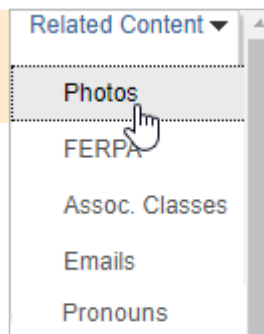 Related Content
Photos
FERPA
Assoc. Classes
Emails
Pronouns